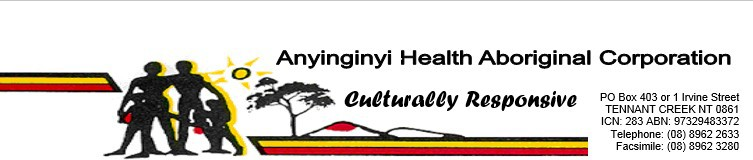 Anyinginyi Health Aboriginal Corporation
Culturally Responsive
PO Box 403 or 1 Irvine Street
TENNANT CREEK NT 0861
ICN: 283 ABN: 97329483372
Telephone: (08) 8962 2633
Facsimile: (08) 8962 3280